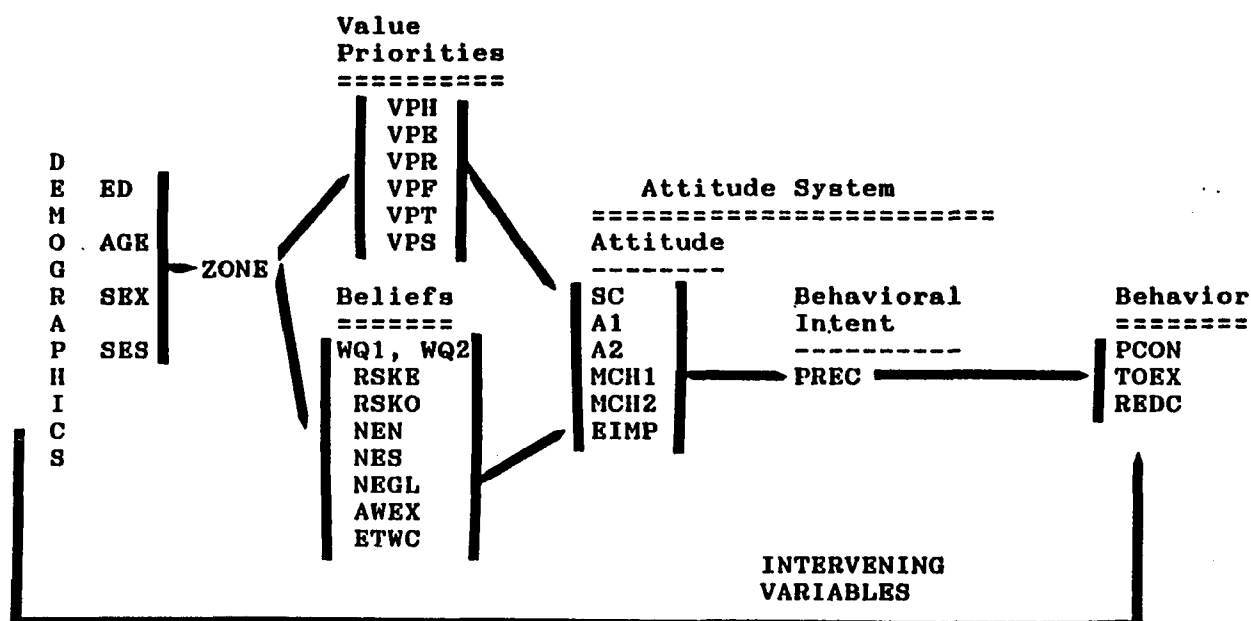 Value
Priorities
==========
VPH
VPE
VPR
VPF
VPT
VPS
DEMOGRAPHICS
ED
AGE
SEX
SES
ZONE
Beliefs
=======
WQ1, WQ2
RSKE
RSKO
NEN
NES
NEGL
AWEX
ETWC
Attitude System
========================
Attitude
--------
SC
A1
A2
MCH1
MCH2
EIMP
Behavioral
Intent
----------
PREC
Behavior
========
PCON
TOEX
REDC
INTERVENING
VARIABLES